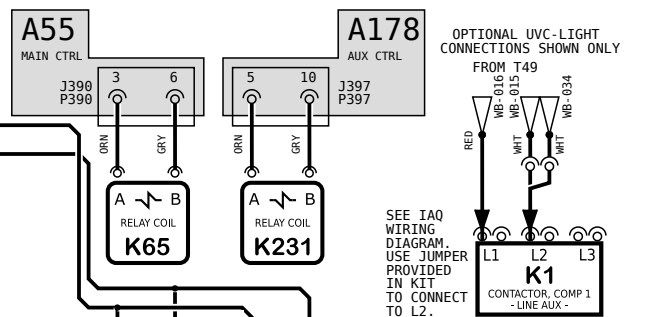 A55
MAIN CTRL
J390
P390
3
6
ORN
GRY
A
B
RELAY COIL
K65
A178
AUX CTRL
J397
P397
5
10
ORN
GRY
A
B
RELAY COIL
K231
OPTIONAL UVC-LIGHT
CONNECTIONS SHOWN ONLY
FROM T49
WB-016
WB-015
WB-034
RED
WHT
WHT
SEE IAQ
WIRING
DIAGRAM.
USE JUMPER
PROVIDED
IN KIT
TO CONNECT
TO L2.
L1
L2
L3
K1
CONTACTOR, COMP 1
- LINE AUX -